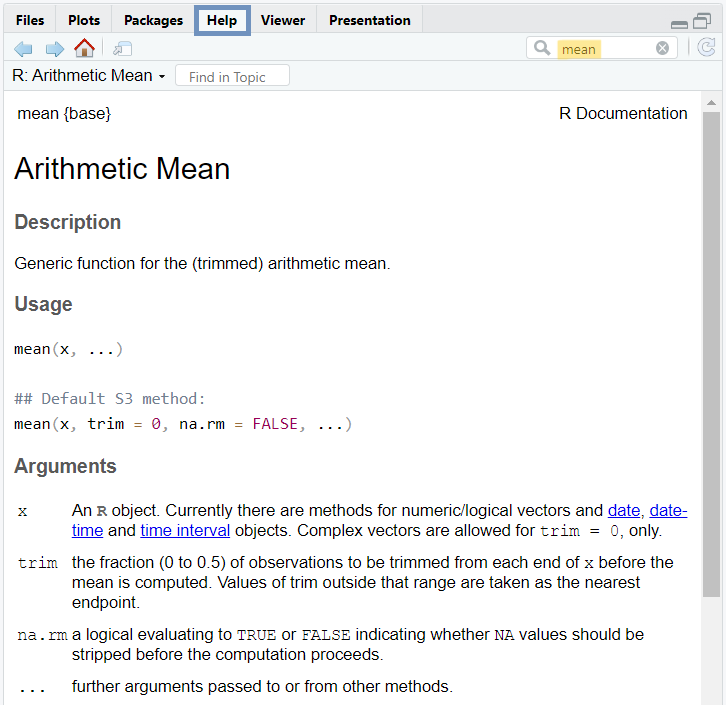 Files Plots Packages Help Viewer Presentation
mean
R: Arithmetic Mean Find in Topic
mean {base} R Documentation
Arithmetic Mean
Description
Generic function for the (trimmed) arithmetic mean.
Usage
mean(x, ...)
## Default S3 method:
mean(x, trim = 0, na.rm = FALSE, ...)
Arguments
x An R object. Currently there are methods for numeric/logical vectors and date, date-
time and time interval objects. Complex vectors are allowed for trim = 0, only.
trim the fraction (0 to 0.5) of observations to be trimmed from each end of x before the
mean is computed. Values of trim outside that range are taken as the nearest
endpoint.
na.rm a logical evaluating to TRUE or FALSE indicating whether NA values should be
stripped before the computation proceeds.
... further arguments passed to or from other methods.